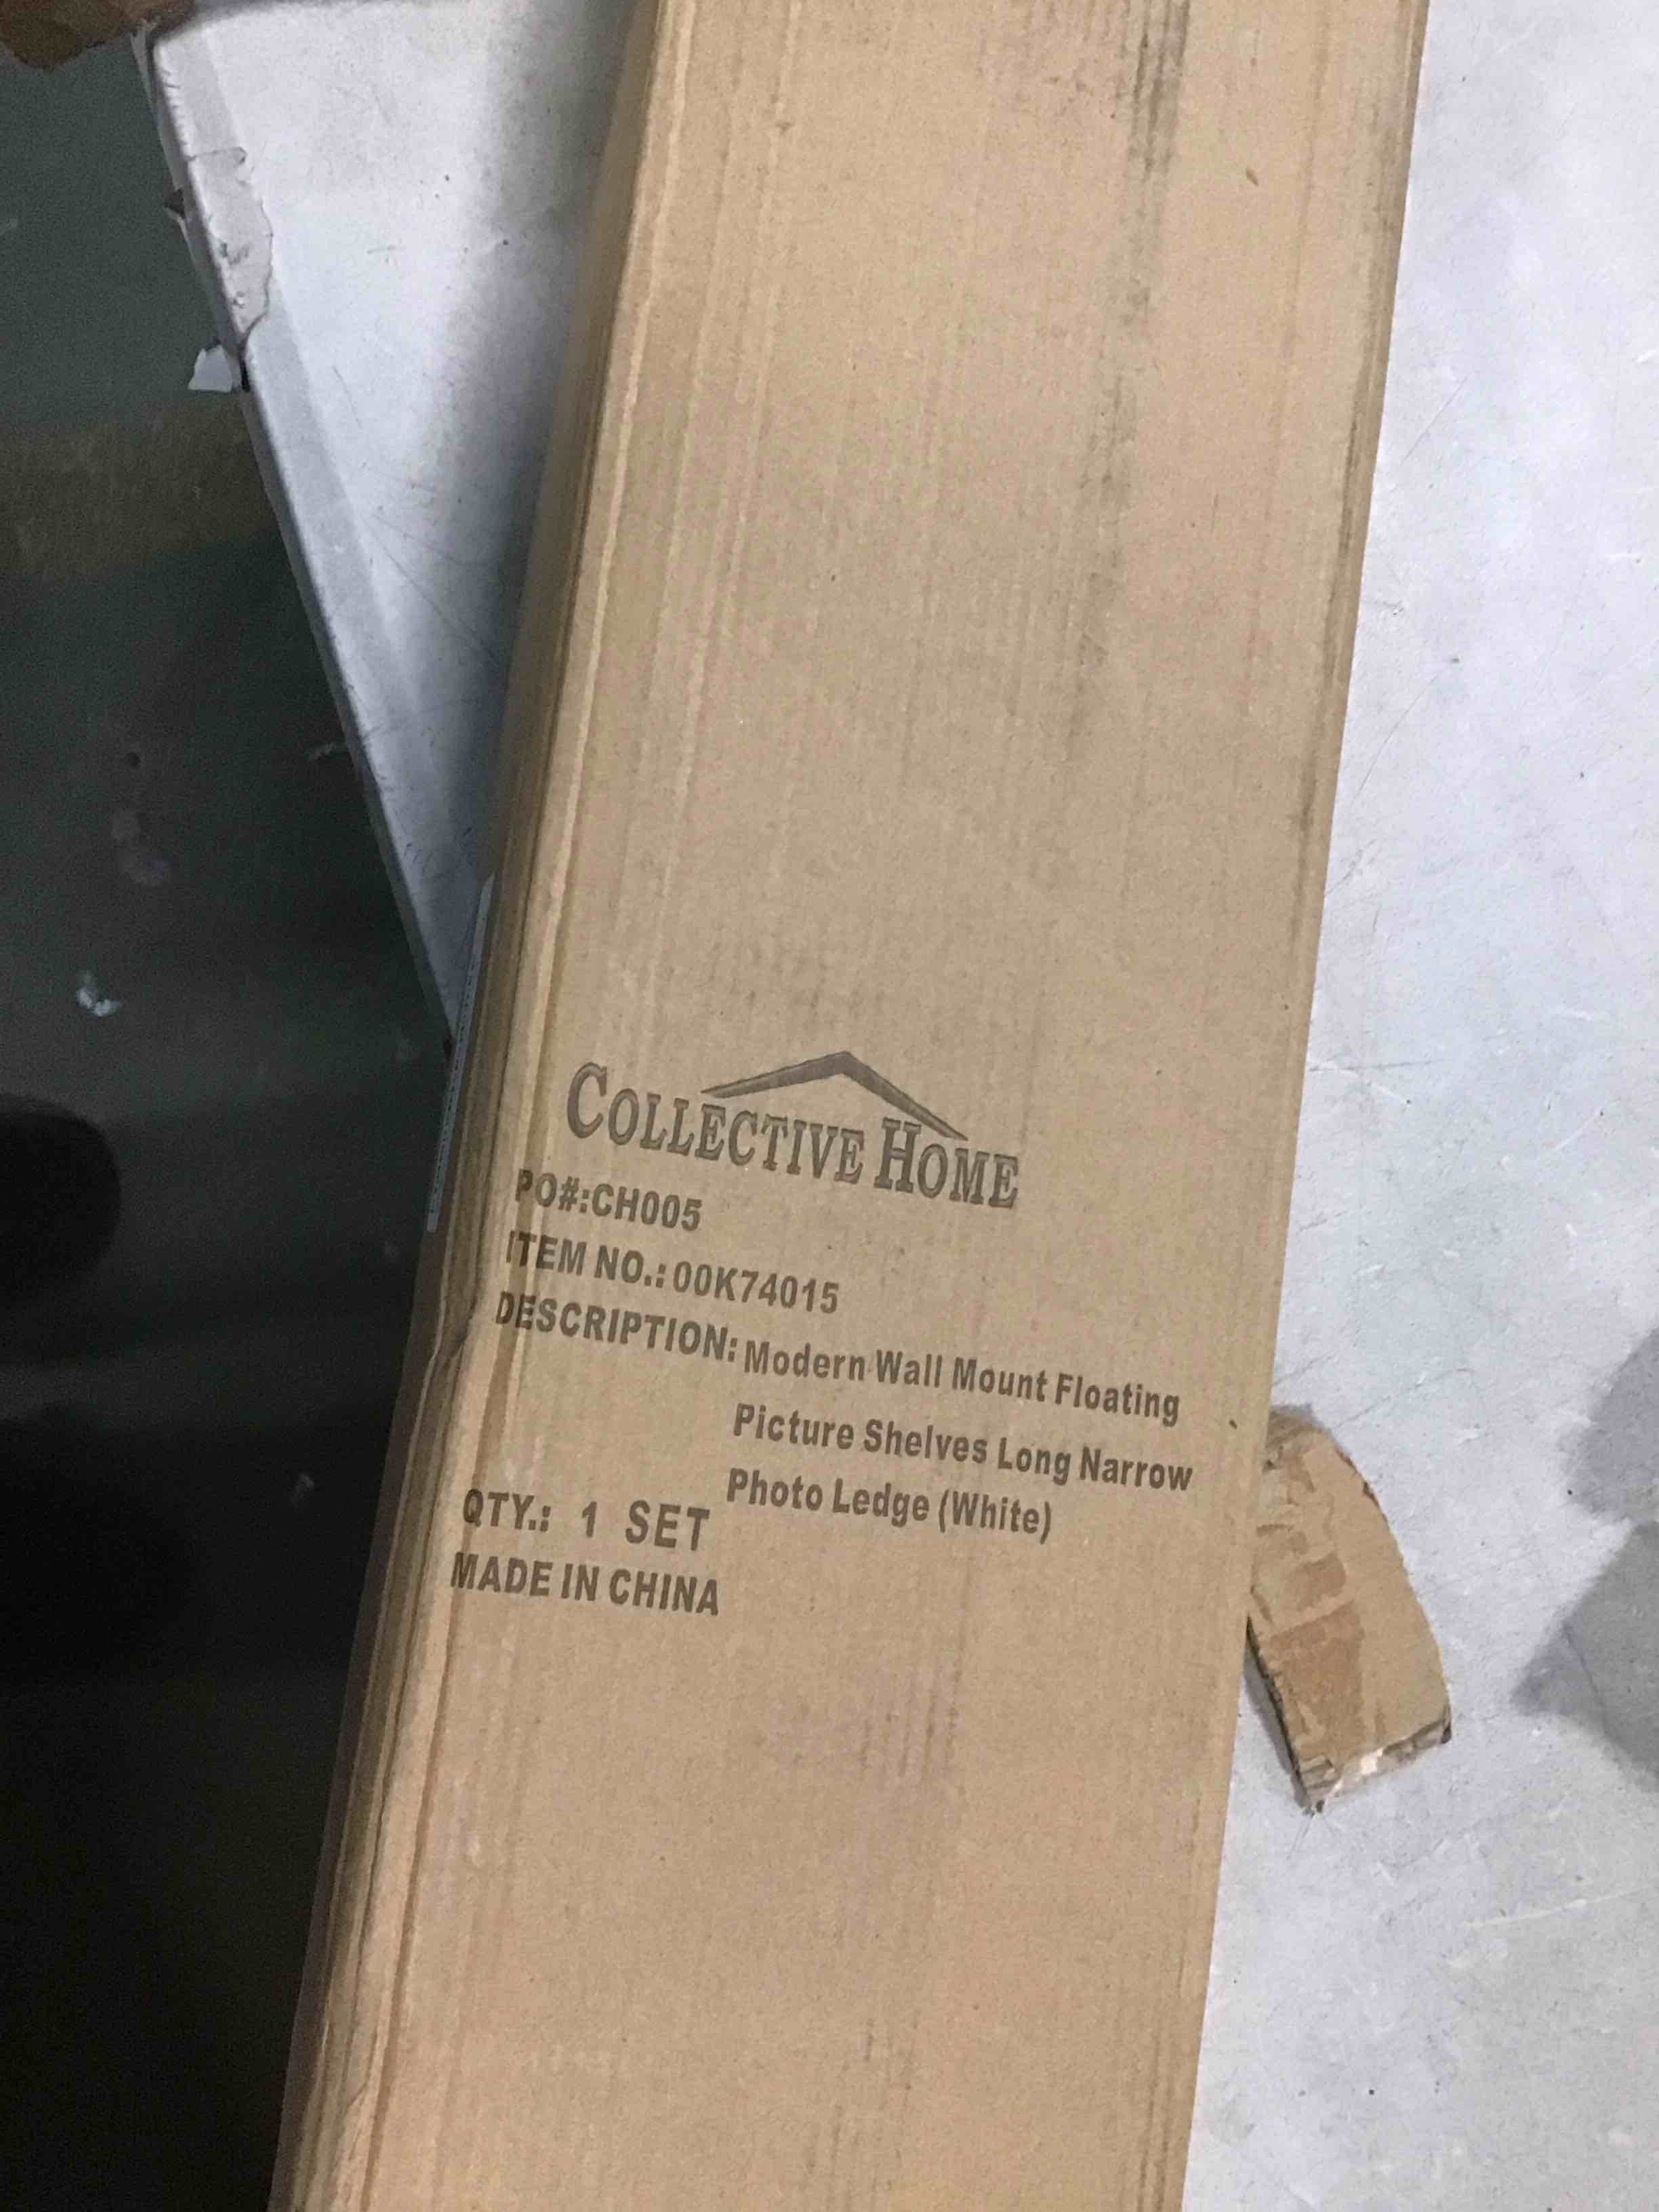 COLLECTIVE HOME
PO#:CH005
ITEM NO.:00K74015
DESCRIPTION: Modern Wall Mount Floating
Picture Shelves Long Narrow
Photo Ledge (White)
QTY.: 1 SET
MADE IN CHINA